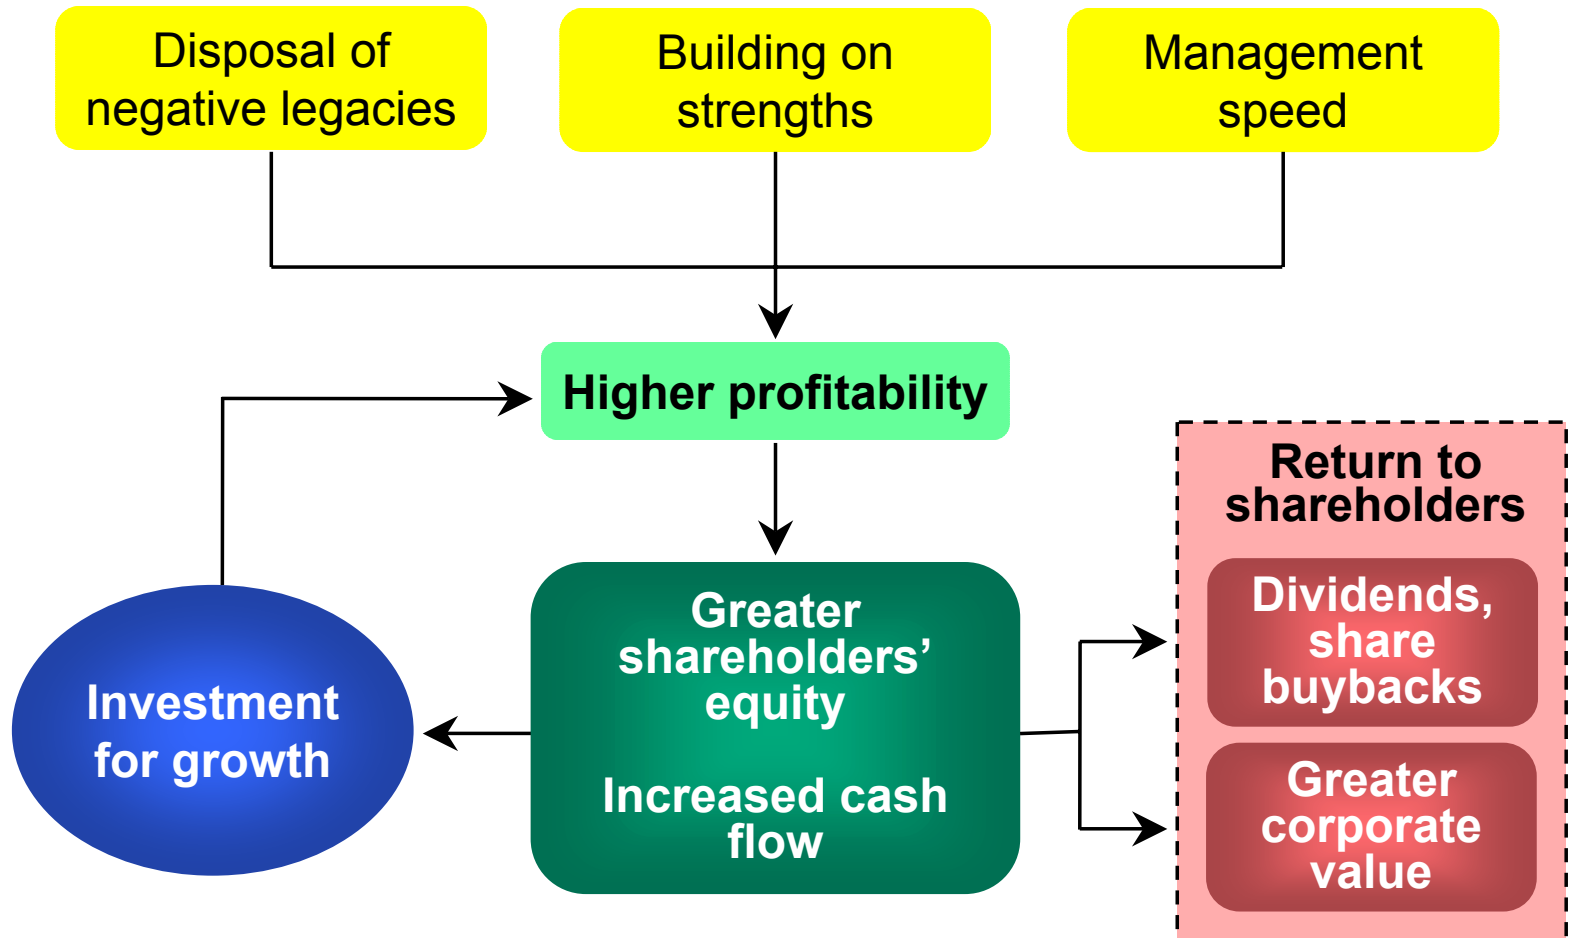 Disposal of
negative legacies
Building on
strengths
Management
speed
Higher profitability
Return to
shareholders
Greater
shareholders’
equity
Increased cash
flow
Investment
for growth
Dividends,
share
buybacks
Greater
corporate
value